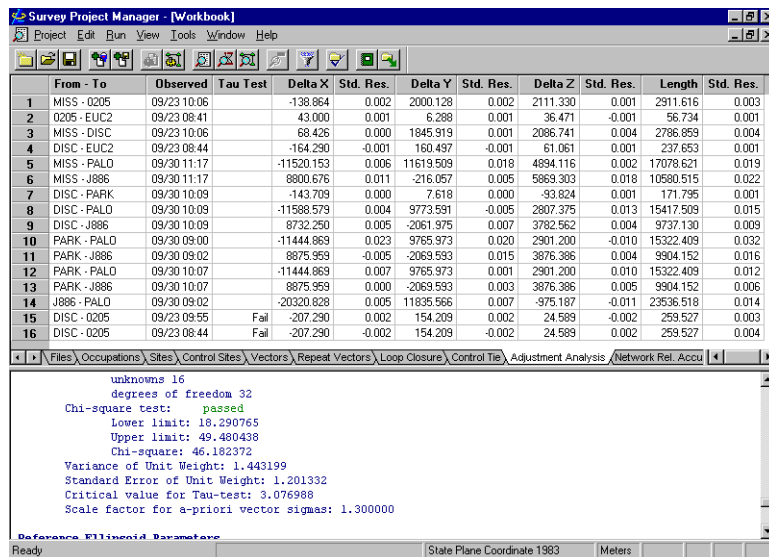 Survey Project Manager - [Workbook]
Project Edit Run View Tools Window Help
From - To Observed Tau Test Delta X Std. Res. Delta Y Std. Res. Delta Z Std. Res. Length Std. Res.
1 MISS - 0205 09/23 10:06 -138.864 0.002 2000.128 0.002 2111.330 0.001 2911.616 0.003
2 0205 - EUC2 09/23 08:41 43.000 0.001 6.288 0.001 36.471 -0.001 56.734 0.001
3 MISS - DISC 09/23 10:06 68.426 0.000 1845.919 0.001 2086.741 0.004 2786.859 0.004
4 DISC - EUC2 09/23 08:44 -164.290 -0.001 160.497 -0.001 61.061 0.001 237.653 0.001
5 MISS - PALO 09/30 11:17 -11520.153 0.006 11619.509 0.018 4894.116 0.002 17078.621 0.019
6 MISS - J886 09/30 11:17 8800.676 0.011 -216.057 0.005 5869.303 0.018 10580.515 0.022
7 DISC - PARK 09/30 10:09 -143.709 0.000 7.618 0.000 -93.824 0.001 171.795 0.001
8 DISC - PALO 09/30 10:09 -11588.579 0.004 9773.591 -0.005 2807.375 0.013 15417.509 0.015
9 DISC - J886 09/30 10:09 8732.250 0.005 -2061.975 0.007 3782.562 0.004 9737.130 0.009
10 PARK - PALO 09/30 09:00 -11444.869 0.023 9765.973 0.020 2901.200 -0.010 15322.409 0.032
11 PARK - J886 09/30 09:02 8875.959 -0.005 -2069.593 0.015 3876.386 0.004 9904.152 0.016
12 PARK - PALO 09/30 10:07 -11444.869 0.007 9765.973 0.001 2901.200 0.010 15322.409 0.012
13 PARK - J886 09/30 10:07 8875.959 0.000 -2069.593 0.003 3876.386 0.005 9904.152 0.006
14 J886 - PALO 09/30 09:02 -20320.828 0.005 11835.566 0.007 -975.187 -0.011 23536.518 0.014
15 DISC - 0205 09/23 09:55 Fail -207.290 -0.002 154.209 -0.002 24.589 0.002 259.527 0.003
16 DISC - 0205 09/23 08:44 Fail -207.290 -0.002 154.209 -0.002 24.589 0.002 259.527 0.004
Files Occupations Sites Control Sites Vectors Repeat Vectors Loop Closure Control Tie Adjustment Analysis Network Rel. Accu
unknowns 16
degrees of freedom 32
Chi-square test: passed
Lower limit: 18.290765
Upper limit: 49.480438
Chi-square: 46.182372
Variance of Unit Weight: 1.443199
Standard Error of Unit Weight: 1.201332
Critical value for Tau-test: 3.076988
Scale factor for a-priori vector sigmas: 1.300000
Reference Ellipsoid Parameters
Ready State Plane Coordinate 1983 Meters